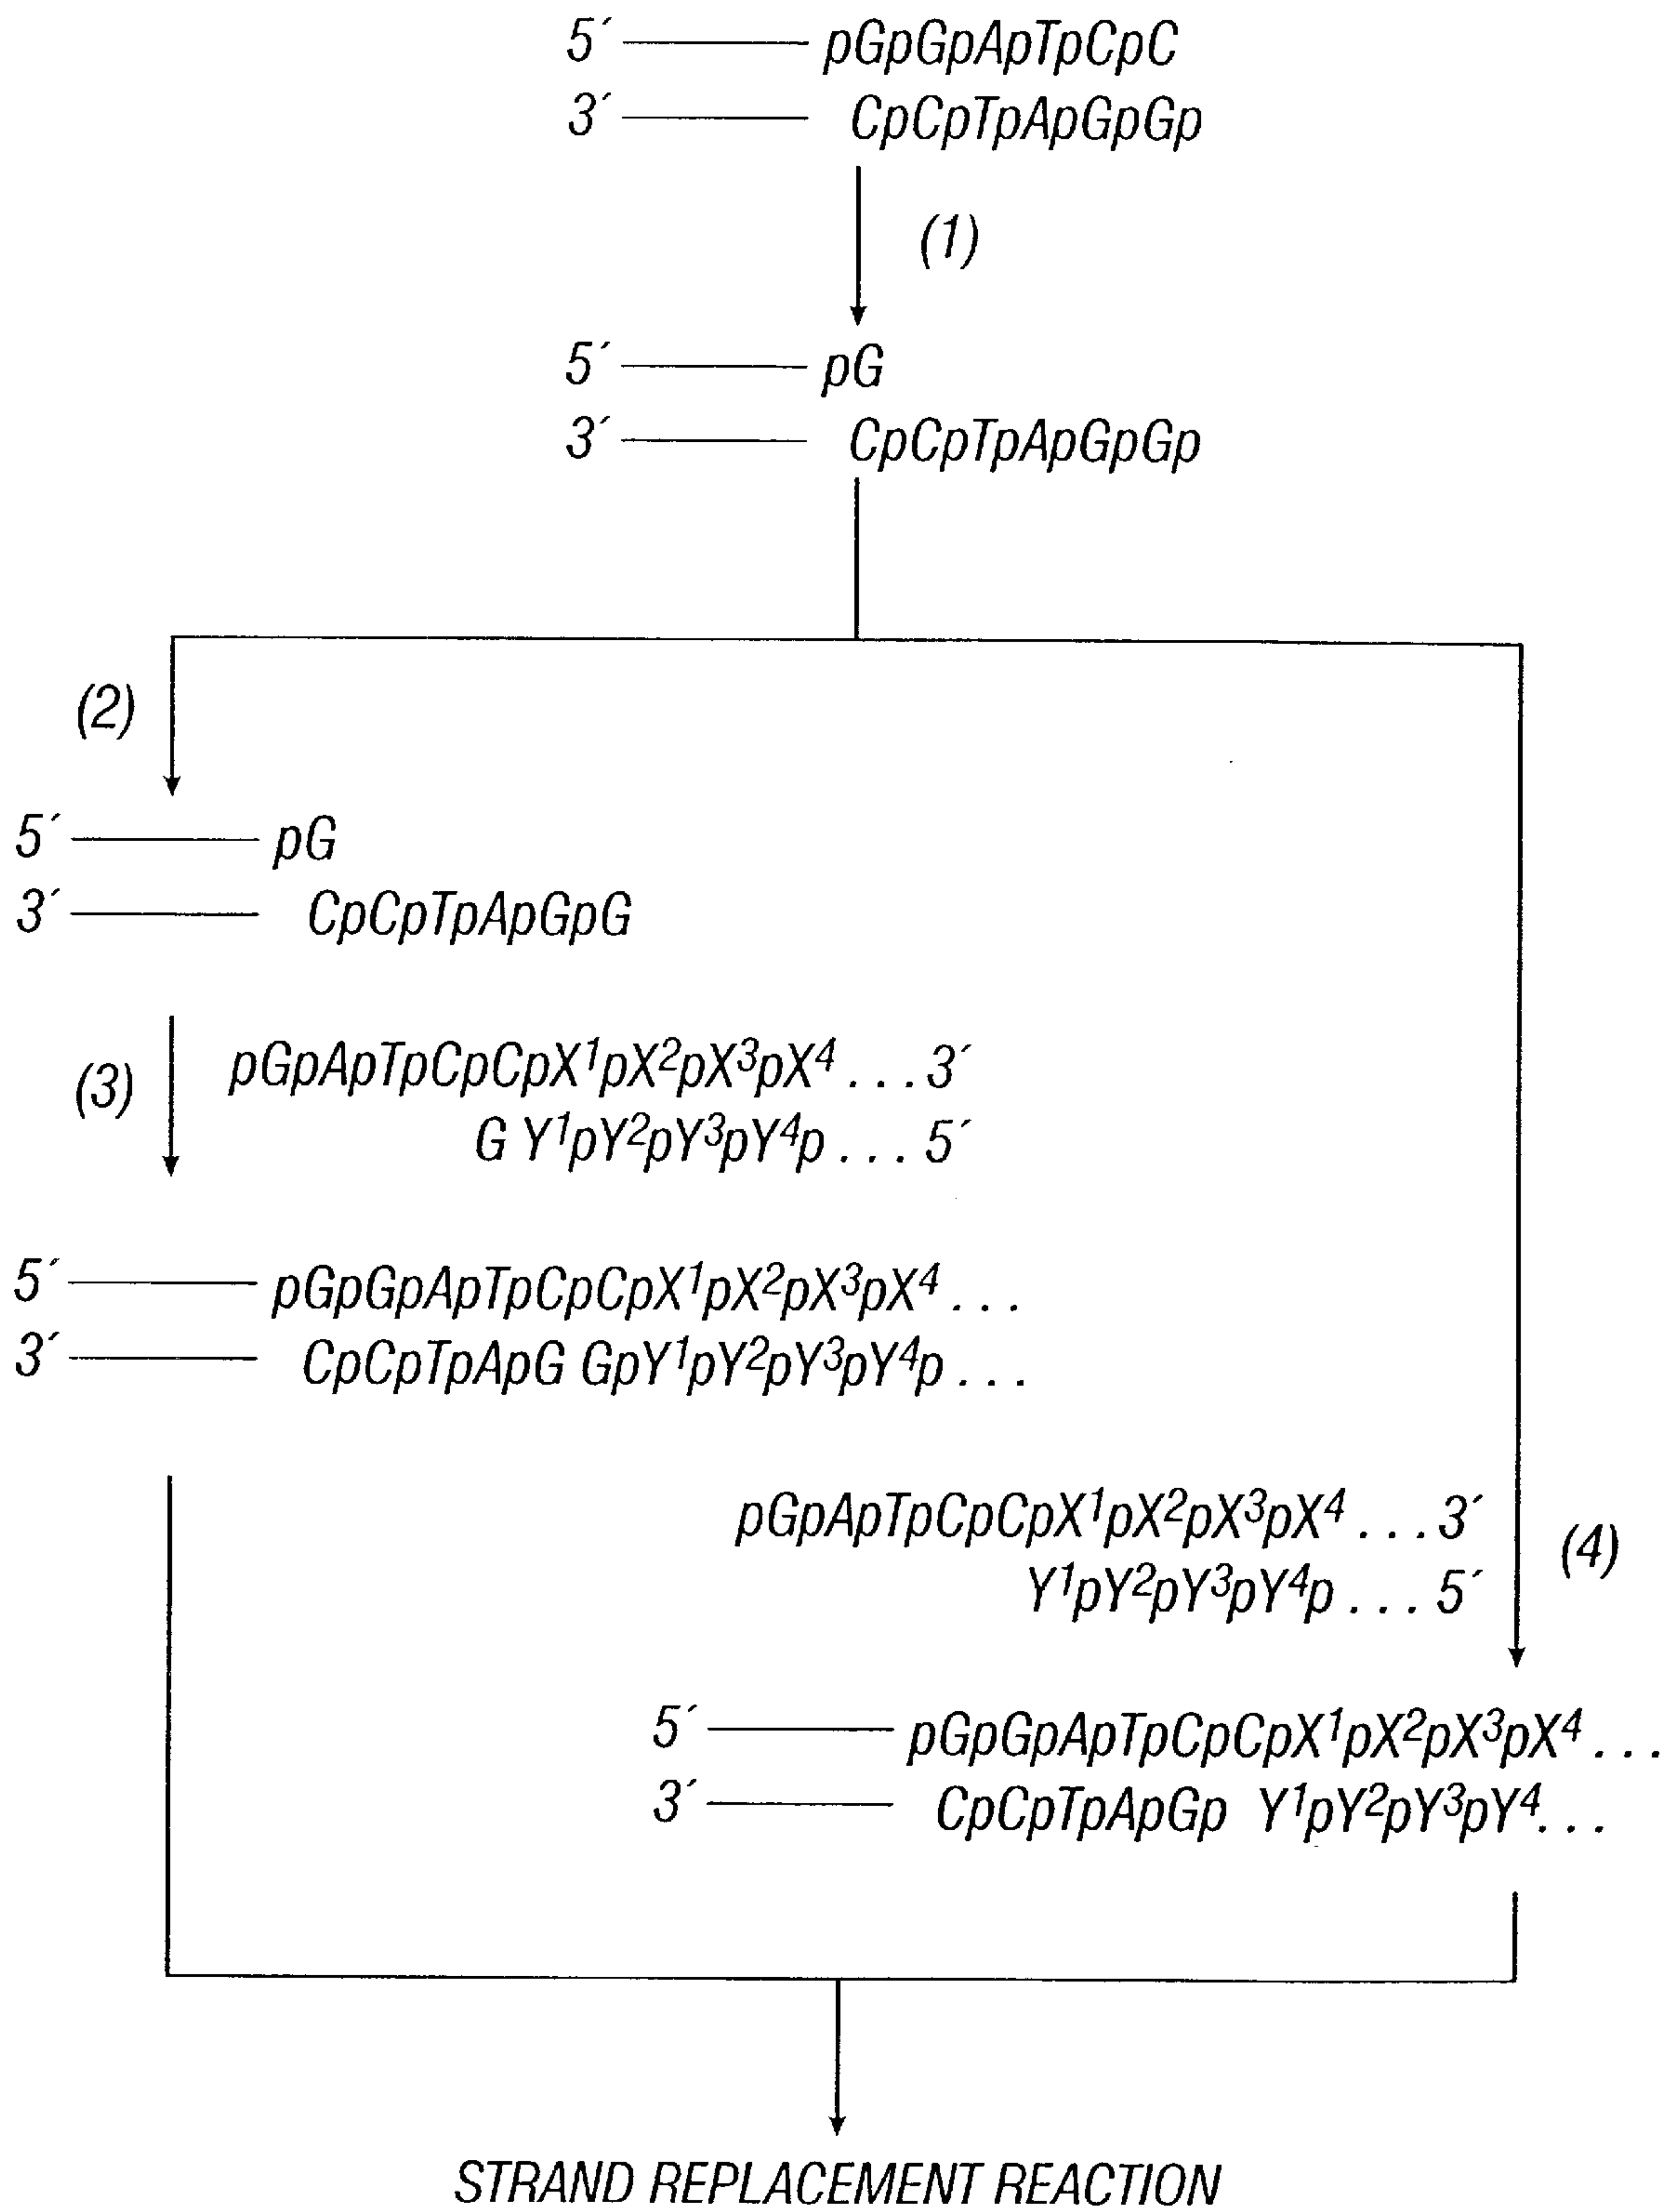 5´ pGpGpApTpCpC
3´ CpCpTpApGpGp
(1)
5´ pG
3´ CpCpTpApGpGp
(2)
5´ pG
3´ CpCpTpApGpG
(3)
pGpApTpCpCpX¹pX²pX³pX⁴...3´
G Y¹pY²pY³pY⁴p...5´
5´ pGpGpApTpCpCpX¹pX²pX³pX⁴...
3´ CpCpTpApG GpY¹pY²pY³pY⁴p...
pGpApTpCpCpX¹pX²pX³pX⁴...3´
Y¹pY²pY³pY⁴p...5´
(4)
5´ pGpGpApTpCpCpX¹pX²pX³pX⁴...
3´ CpCpTpApGp Y¹pY²pY³pY⁴...
STRAND REPLACEMENT REACTION